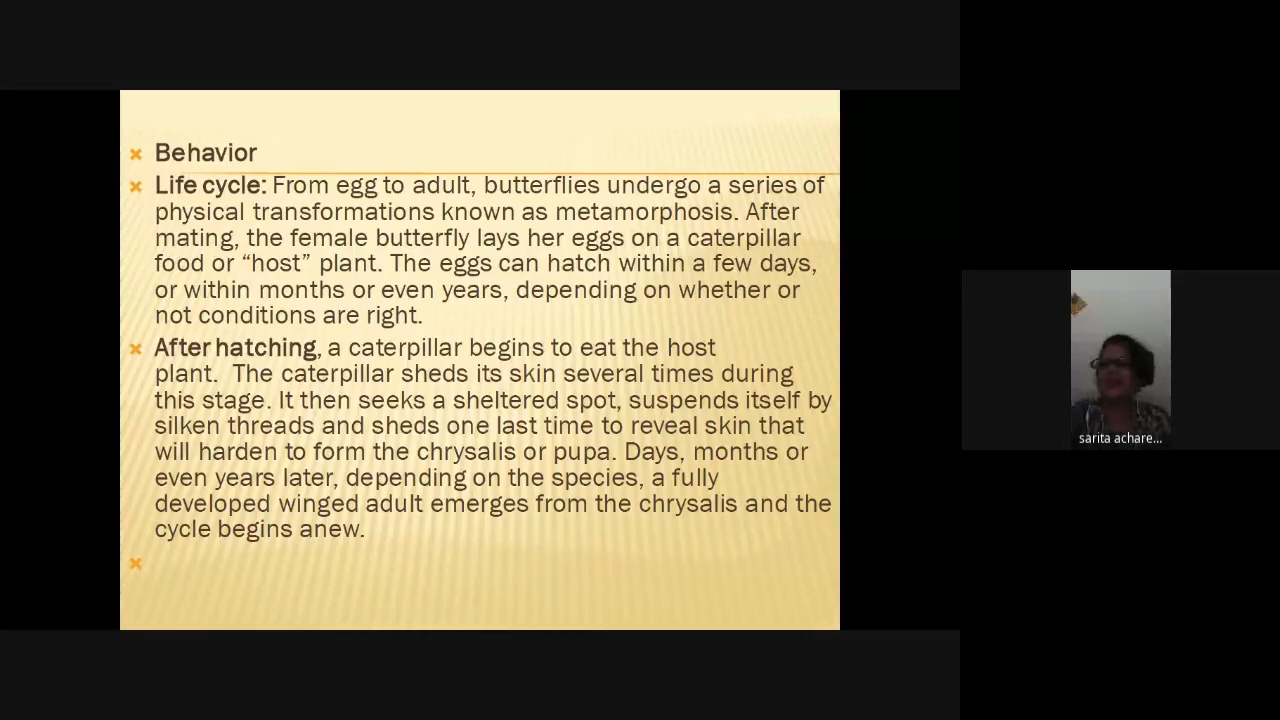 Behavior
Life cycle: From egg to adult, butterflies undergo a series of
physical transformations known as metamorphosis. After
mating, the female butterfly lays her eggs on a caterpillar
food or “host” plant. The eggs can hatch within a few days,
or within months or even years, depending on whether or
not conditions are right.
After hatching, a caterpillar begins to eat the host
plant.  The caterpillar sheds its skin several times during
this stage. It then seeks a sheltered spot, suspends itself by
silken threads and sheds one last time to reveal skin that
will harden to form the chrysalis or pupa. Days, months or
even years later, depending on the species, a fully
developed winged adult emerges from the chrysalis and the
cycle begins anew.
sarita achare...